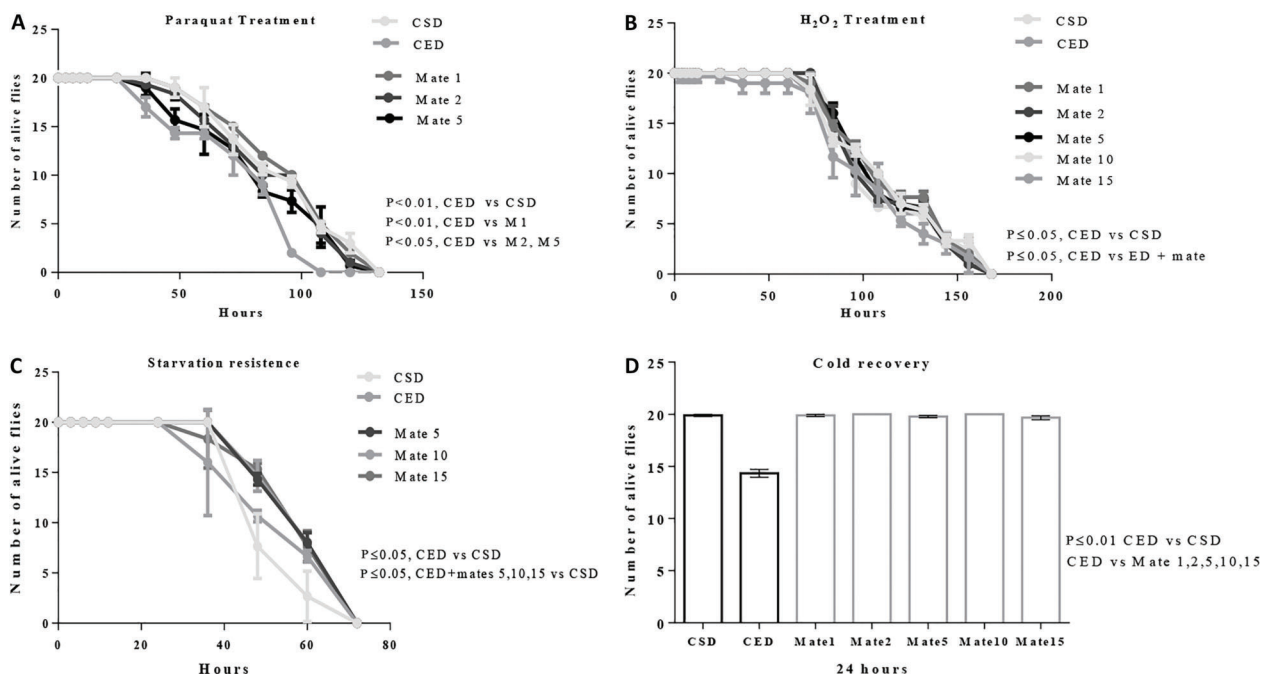 A
Paraquat Treatment
CSD
CED
Mate 1
Mate 2
Mate 5
Number of alive flies
25
20
15
10
5
0
0
50
100
150
Hours
P<0.01, CED vs CSD
P<0.01, CED vs M1
P<0.05, CED vs M2, M5
B
H₂O₂ Treatment
CSD
CED
Mate 1
Mate 2
Mate 5
Mate 10
Mate 15
Number of alive flies
25
20
15
10
5
0
0
50
100
150
200
Hours
P≤0.05, CED vs CSD
P≤0.05, CED vs ED + mate
C
Starvation resistence
CSD
CED
Mate 5
Mate 10
Mate 15
Number of alive flies
25
20
15
10
5
0
0
20
40
60
80
Hours
P≤0.05, CED vs CSD
P≤0.05, CED+mates 5,10,15 vs CSD
D
Cold recovery
Number of alive flies
25
20
15
10
5
0
CSD CED Mate1 Mate2 Mate5 Mate10 Mate15
24 hours
P≤0.01 CED vs CSD
CED vs Mate 1,2,5,10,15